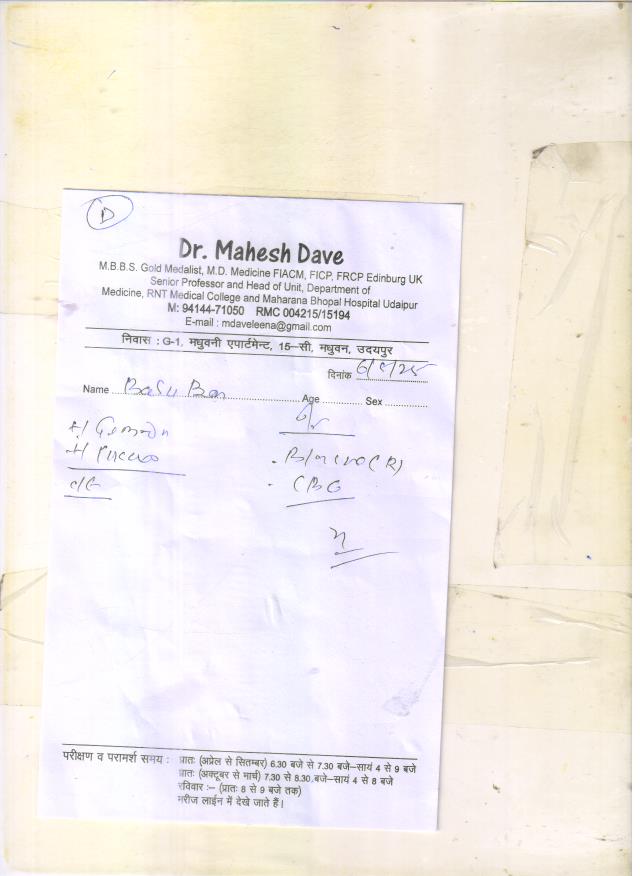 D
Dr. Mahesh Dave
M.B.B.S. Gold Medalist, M.D. Medicine FIACM, FICP, FRCP Edinburg UK
Senior Professor and Head of Unit, Department of
Medicine, RNT Medical College and Maharana Bhopal Hospital Udaipur
M: 94144-71050 RMC 004215/15194
E-mail : mdaveleena@gmail.com
निवास : G-1, मधुवनी एपार्टमेन्ट, 15-सी, मधुवन, उदयपुर
दिनांक
Name Age Sex
CBG
परीक्षण व परामर्श समय : प्रातः (अप्रेल से सितम्बर) 6.30 बजे से 7.30 बजे-सायं 4 से 9 बजे
प्रातः (अक्टूबर से मार्च) 7.30 से 8.30 बजे-सायं 4 से 8 बजे
रविवार :- (प्रातः 8 से 9 बजे तक)
मरीज लाईन में देखे जाते हैं।